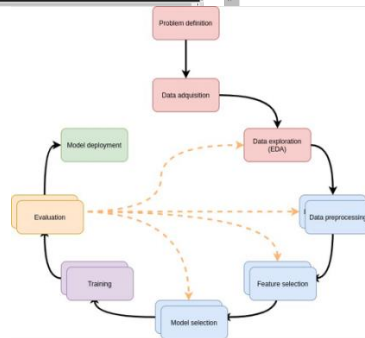 Problem definition
Data adquisition
Data exploration
(EDA)
Model deployment
Evaluation
Data preprocessing
Training
Feature selection
Model selection